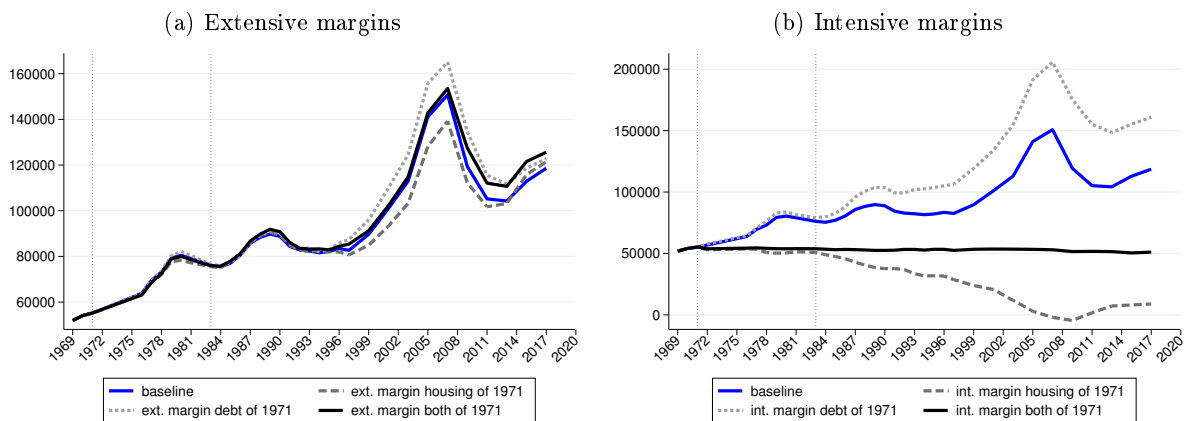 (a) Extensive margins
160000
140000
120000
100000
80000
60000
1969 1972 1975 1978 1981 1984 1987 1990 1993 1996 1999 2002 2005 2008 2011 2014 2017 2020
baseline
ext. margin housing of 1971
ext. margin debt of 1971
ext. margin both of 1971
(b) Intensive margins
200000
150000
100000
50000
0
1969 1972 1975 1978 1981 1984 1987 1990 1993 1996 1999 2002 2005 2008 2011 2014 2017 2020
baseline
int. margin housing of 1971
int. margin debt of 1971
int. margin both of 1971